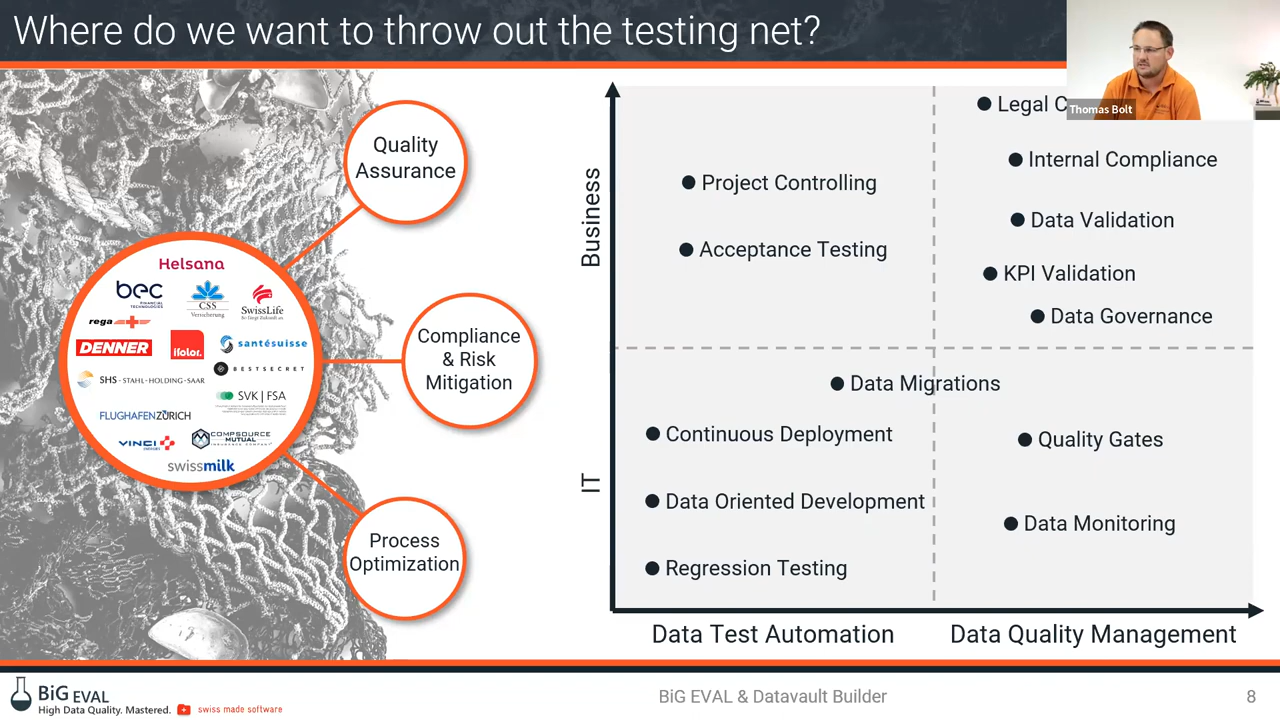 Where do we want to throw out the testing net?
Thomas Bolt
Quality
Assurance
Compliance
& Risk
Mitigation
Process
Optimization
Helsana
bec
FINANCIAL
TECHNOLOGIES
CSS
Versicherung
SwissLife
rega
DENNER
ifolor.
santésuisse
BESTSECRET
SHS - STAHL - HOLDING - SAAR
SVK | FSA
FLUGHAFEN ZÜRICH
VINCI
ENERGIES
COMPSOURCE
MUTUAL
INSURANCE COMPANY
swissmilk
Business
IT
Project Controlling
Acceptance Testing
Legal C
Internal Compliance
Data Validation
KPI Validation
Data Governance
Data Migrations
Continuous Deployment
Data Oriented Development
Regression Testing
Quality Gates
Data Monitoring
Data Test Automation
Data Quality Management
BiG EVAL
High Data Quality. Mastered.
swiss made software
BiG EVAL & Datavault Builder
8